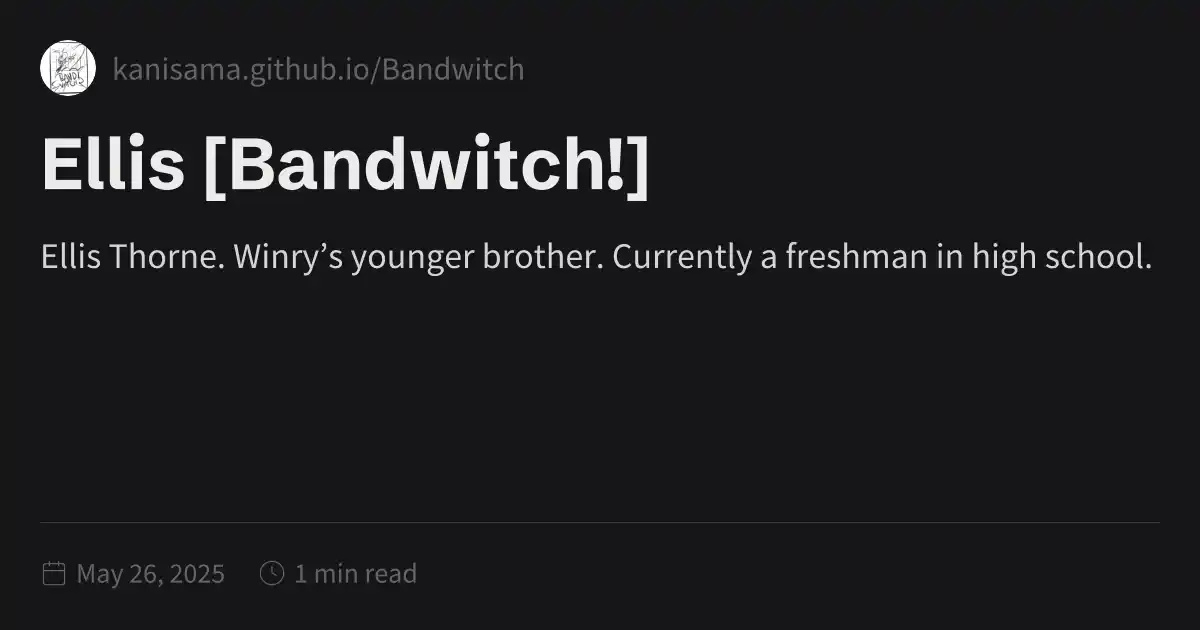 kanisama.github.io/Bandwitch
Ellis [Bandwitch!]
Ellis Thorne. Winry’s younger brother. Currently a freshman in high school.
May 26, 2025
1 min read